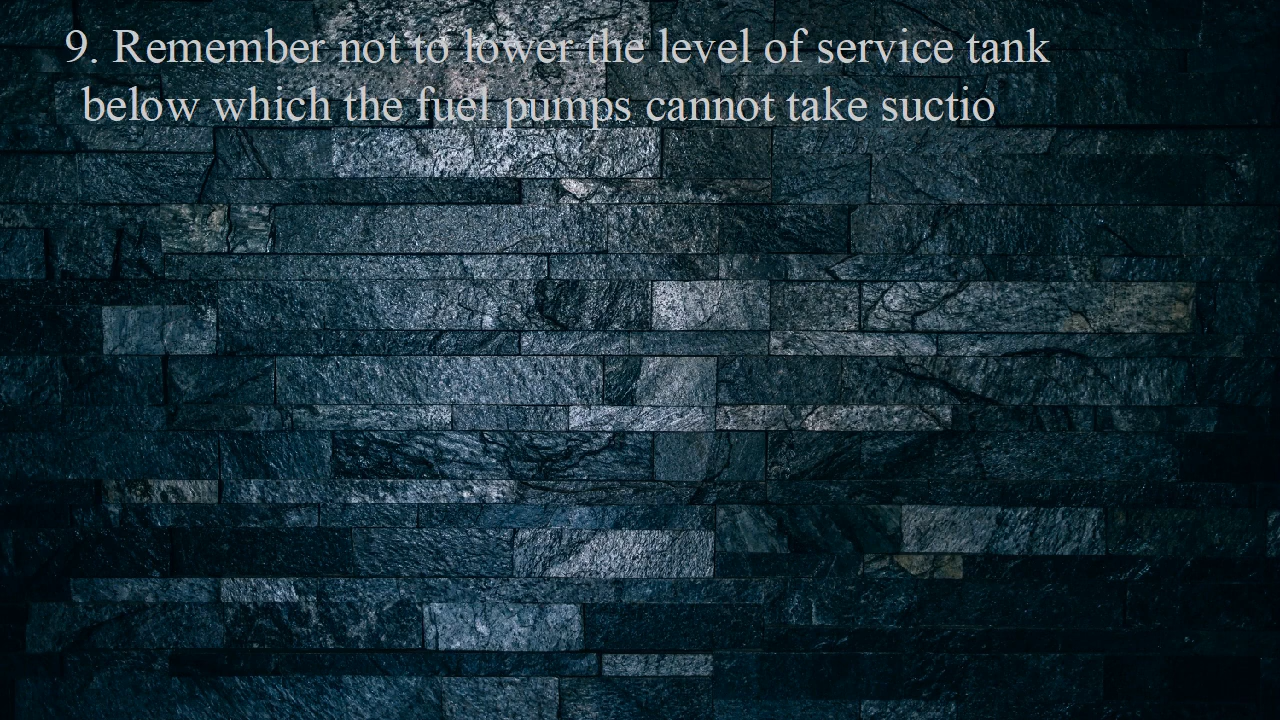 9. Remember not to lower the level of service tank
below which the fuel pumps cannot take suctio